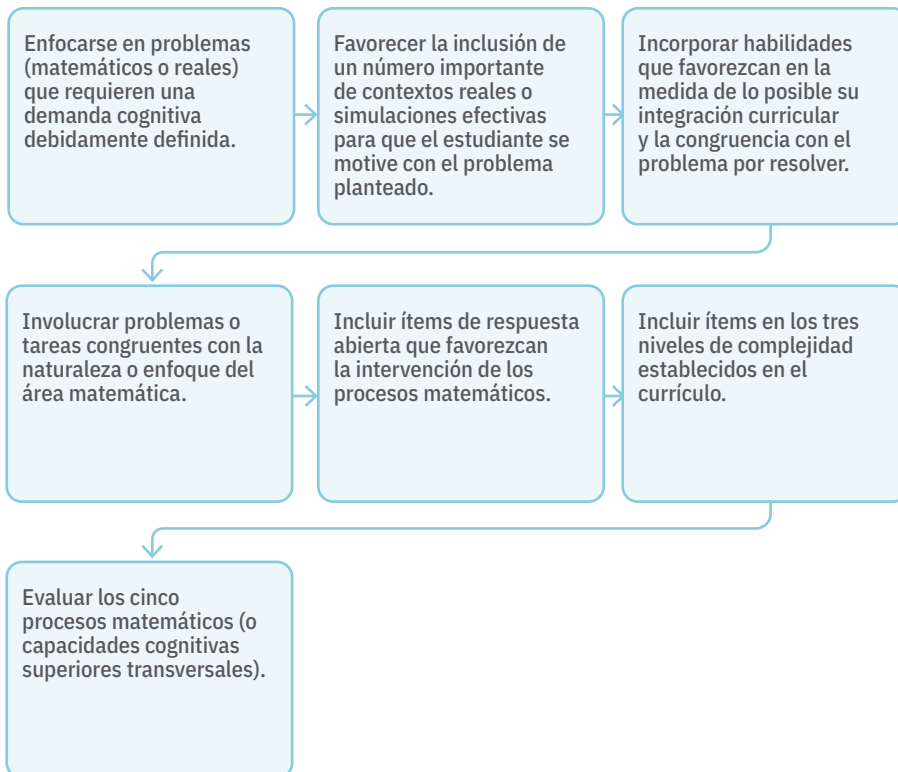 Enfocarse en problemas
(matemáticos o reales)
que requieren una
demanda cognitiva
debidamente definida.
Favorecer la inclusión de
un número importante
de contextos reales o
simulaciones efectivas
para que el estudiante se
motive con el problema
planteado.
Incorporar habilidades
que favorezcan en la
medida de lo posible su
integración curricular
y la congruencia con el
problema por resolver.
Involucrar problemas o
tareas congruentes con la
naturaleza o enfoque del
área matemática.
Incluir ítems de respuesta
abierta que favorezcan
la intervención de los
procesos matemáticos.
Incluir ítems en los tres
niveles de complejidad
establecidos en el
currículo.
Evaluar los cinco
procesos matemáticos (o
capacidades cognitivas
superiores transversales).